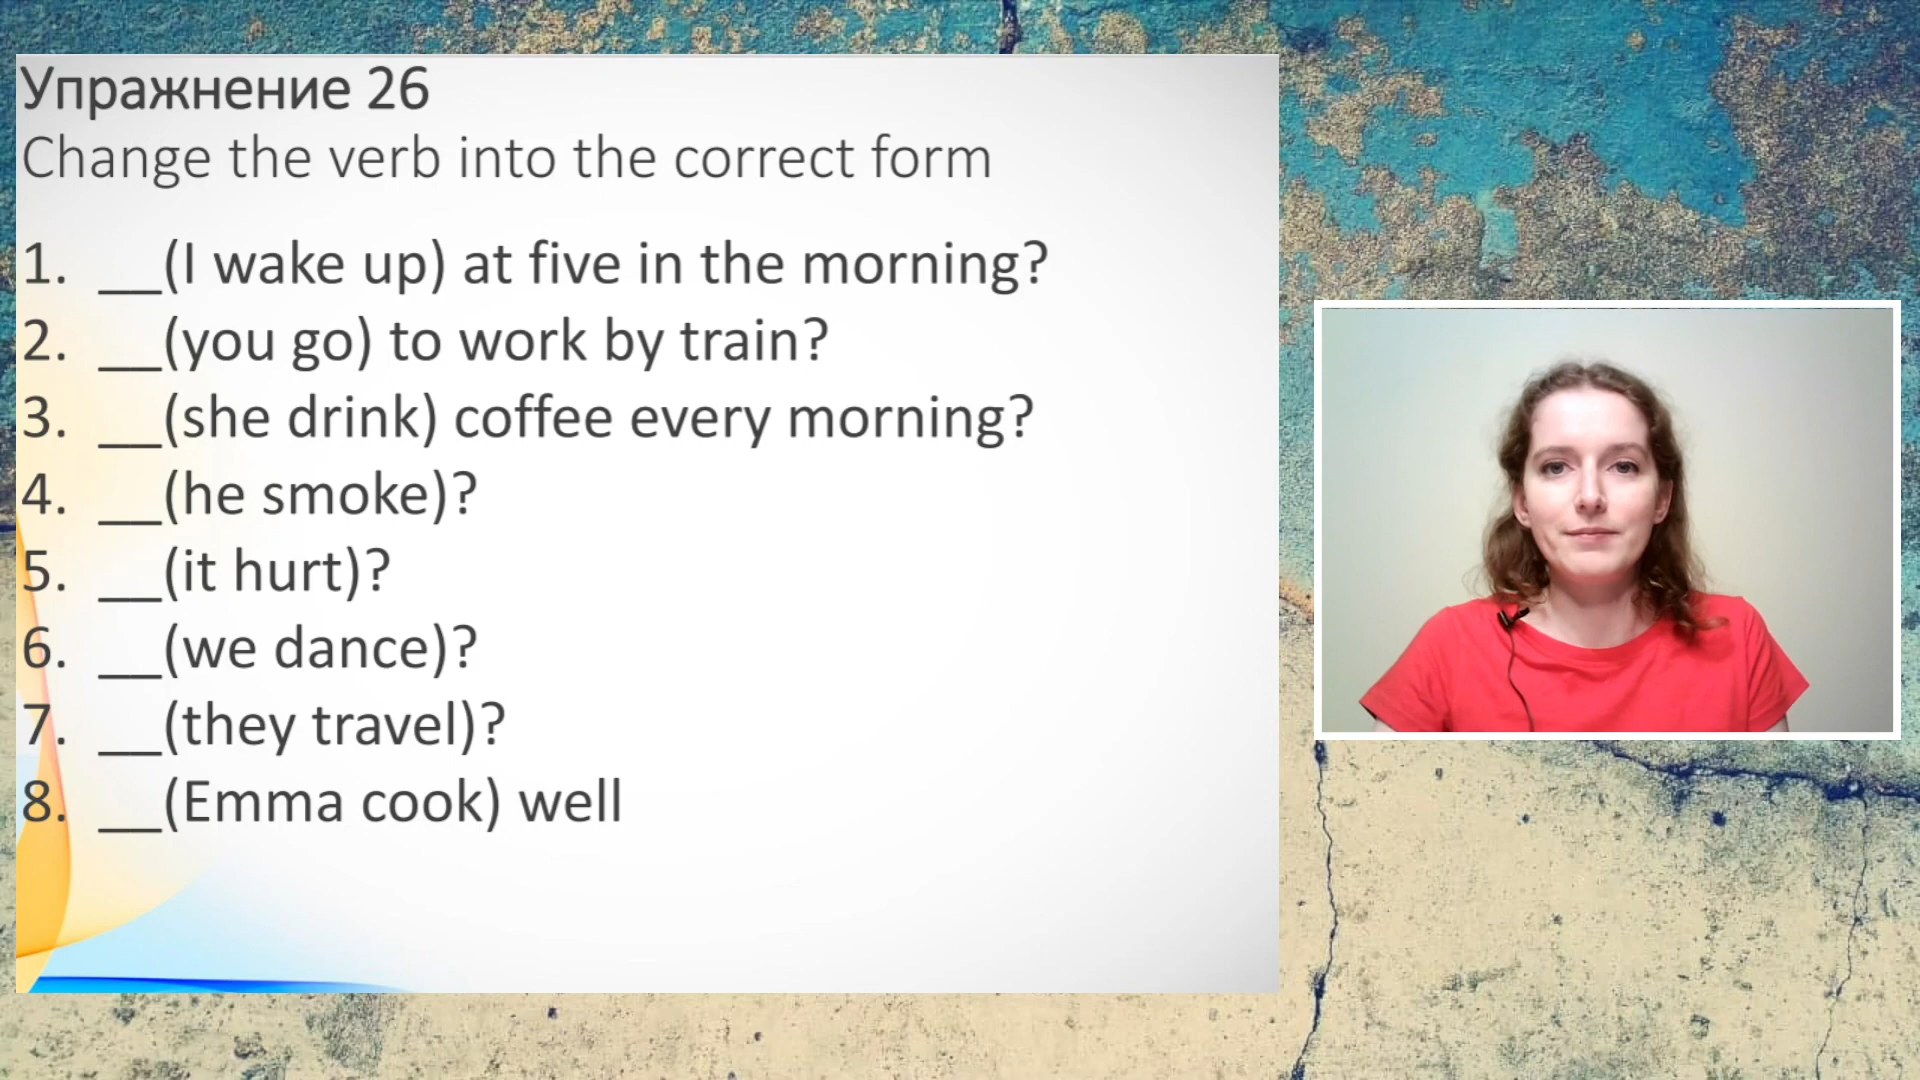 Упражнение 26
Change the verb into the correct form
1. __(I wake up) at five in the morning?
2. __(you go) to work by train?
3. __(she drink) coffee every morning?
4. __(he smoke)?
5. __(it hurt)?
6. __(we dance)?
7. __(they travel)?
8. __(Emma cook) well